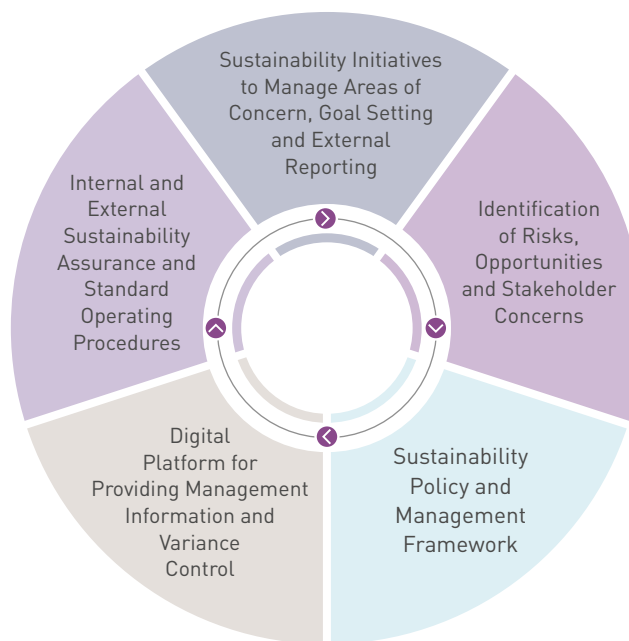 Sustainability Initiatives
to Manage Areas of
Concern, Goal Setting
and External
Reporting
Identification
of Risks,
Opportunities
and Stakeholder
Concerns
Sustainability
Policy and
Management
Framework
Digital
Platform for
Providing Management
Information and
Variance
Control
Internal and
External
Sustainability
Assurance and
Standard
Operating
Procedures